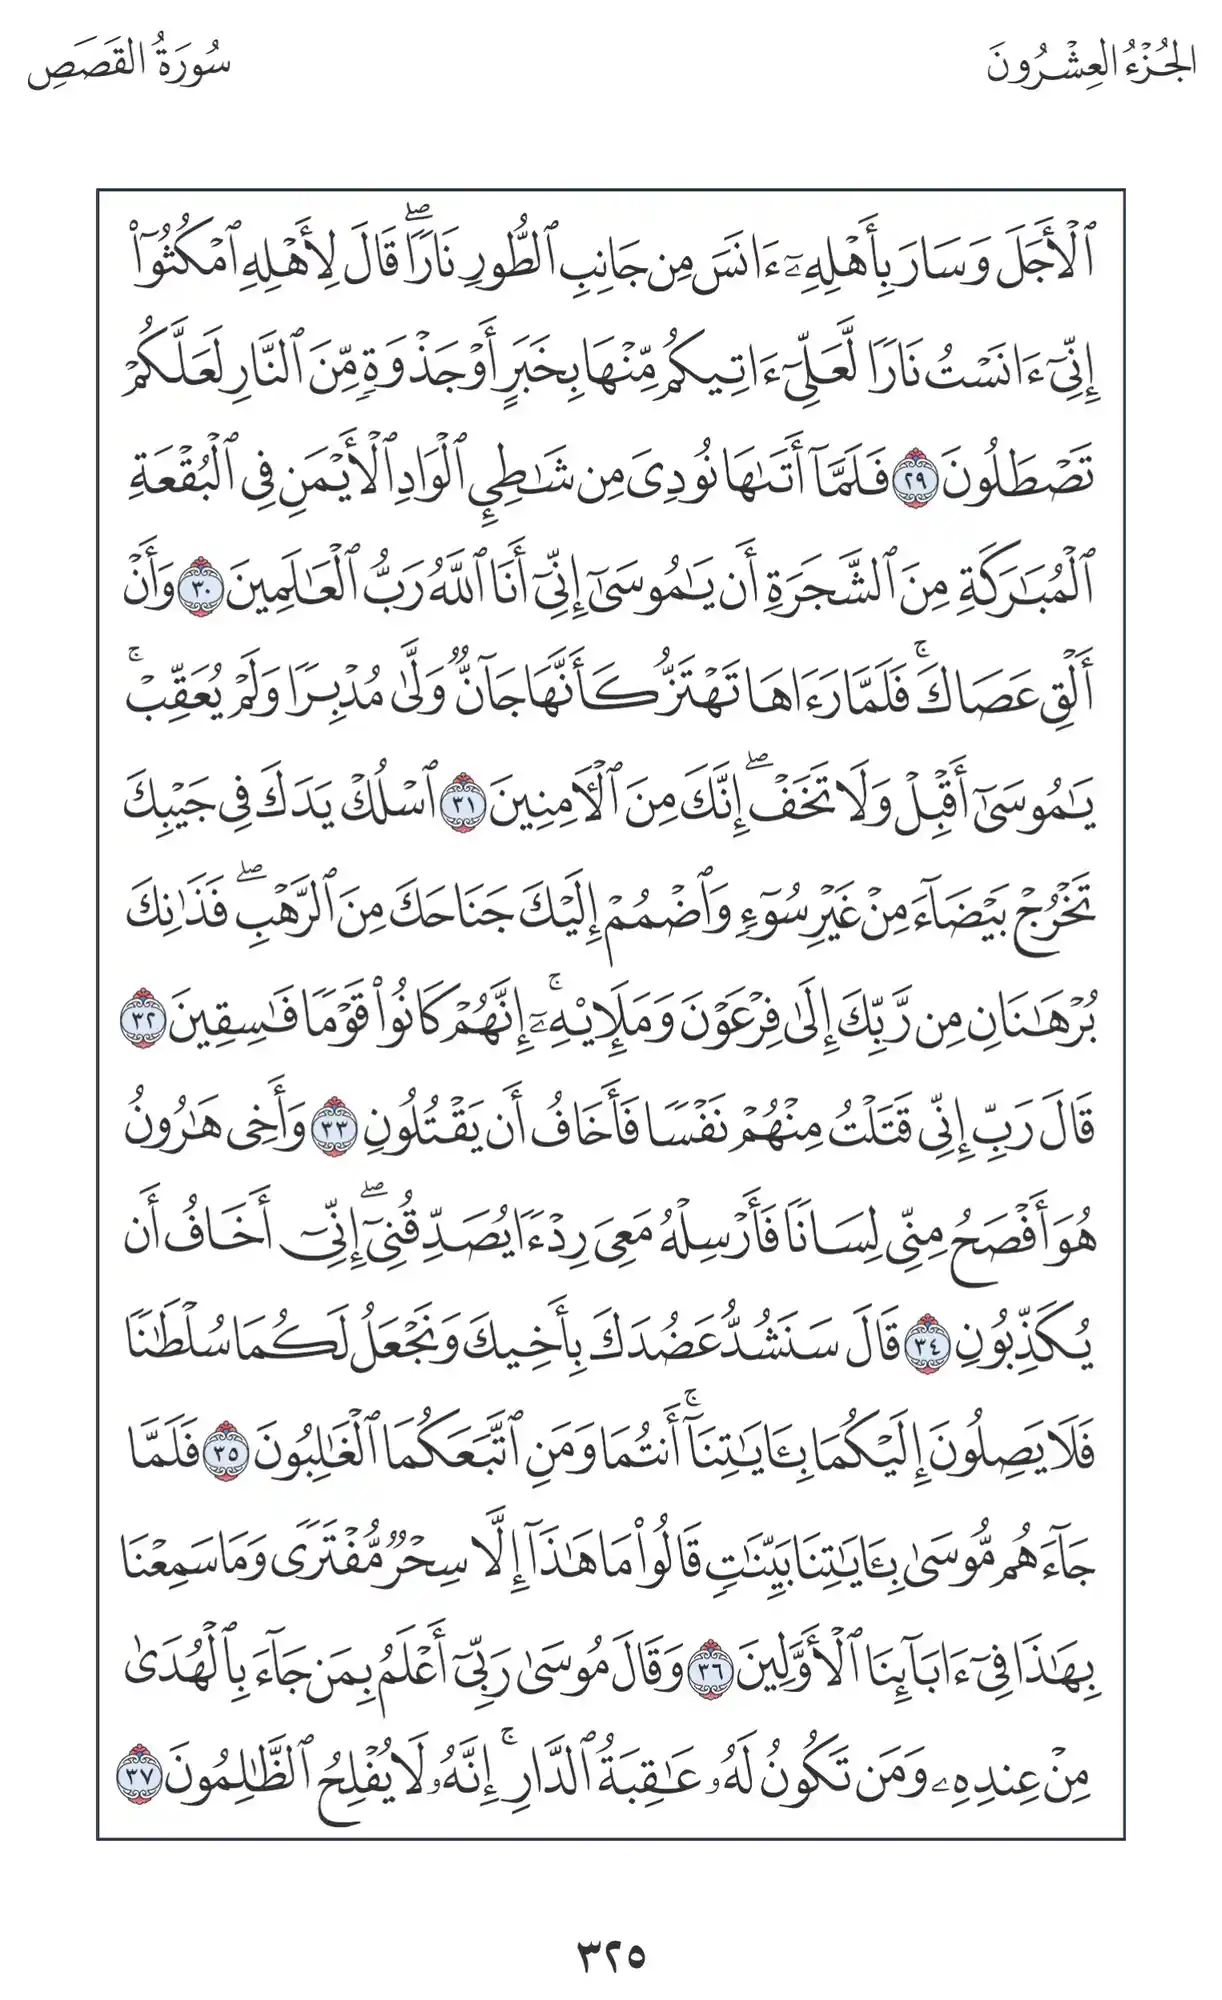 الجُزْءُ العِشْرُونَ
سُورَةُ القَصَصِ
ٱلْأَجَلَ وَسَارَ بِأَهْلِهِۦٓ ءَانَسَ مِن جَانِبِ ٱلطُّورِ نَارًاۖ قَالَ لِأَهْلِهِ ٱمْكُثُوٓا۟
إِنِّىٓ ءَانَسْتُ نَارًا لَّعَلِّىٓ ءَاتِيكُم مِّنْهَا بِخَبَرٍ أَوْ جَذْوَةٍ مِّنَ ٱلنَّارِ لَعَلَّكُمْ
تَصْطَلُونَ ٢٩ فَلَمَّآ أَتَىٰهَا نُودِىَ مِن شَٰطِئِ ٱلْوَادِ ٱلْأَيْمَنِ فِى ٱلْبُقْعَةِ
ٱلْمُبَٰرَكَةِ مِنَ ٱلشَّجَرَةِ أَن يَٰمُوسَىٰٓ إِنِّىٓ أَنَا ٱللَّهُ رَبُّ ٱلْعَٰلَمِينَ ٣٠ وَأَنْ
أَلْقِ عَصَاكَۚ فَلَمَّا رَءَاهَا تَهْتَزُّ كَأَنَّهَا جَآنٌّ وَلَّىٰ مُدْبِرًا وَلَمْ يُعَقِّبْۚ
يَٰمُوسَىٰٓ أَقْبِلْ وَلَا تَخَفْۖ إِنَّكَ مِنَ ٱلْءَامِنِينَ ٣١ ٱسْلُكْ يَدَكَ فِى جَيْبِكَ
تَخْرُجْ بَيْضَآءَ مِنْ غَيْرِ سُوٓءٍ وَٱضْمُمْ إِلَيْكَ جَنَاحَكَ مِنَ ٱلرَّهْبِۖ فَذَٰنِكَ
بُرْهَٰنَانِ مِن رَّبِّكَ إِلَىٰ فِرْعَوْنَ وَمَلَإِي۟هِۦٓۚ إِنَّهُمْ كَانُوا۟ قَوْمًا فَٰسِقِينَ ٣٢
قَالَ رَبِّ إِنِّى قَتَلْتُ مِنْهُمْ نَفْسًا فَأَخَافُ أَن يَقْتُلُونِ ٣٣ وَأَخِى هَٰرُونُ
هُوَ أَفْصَحُ مِنِّى لِسَانًا فَأَرْسِلْهُ مَعِىَ رِدْءًا يُصَدِّقُنِىٓۖ إِنِّىٓ أَخَافُ أَن
يُكَذِّبُونِ ٣٤ قَالَ سَنَشُدُّ عَضُدَكَ بِأَخِيكَ وَنَجْعَلُ لَكُمَا سُلْطَٰنًا
فَلَا يَصِلُونَ إِلَيْكُمَا بِـَٔايَٰتِنَآۚ أَنتُمَا وَمَنِ ٱتَّبَعَكُمَا ٱلْغَٰلِبُونَ ٣٥ فَلَمَّا
جَآءَهُم مُّوسَىٰ بِـَٔايَٰتِنَا بَيِّنَٰتٍ قَالُوا۟ مَا هَٰذَآ إِلَّا سِحْرٌ مُّفْتَرًى وَمَا سَمِعْنَا
بِهَٰذَا فِىٓ ءَابَآئِنَا ٱلْأَوَّلِينَ ٣٦ وَقَالَ مُوسَىٰ رَبِّىٓ أَعْلَمُ بِمَن جَآءَ بِٱلْهُدَىٰ
مِنْ عِندِهِۦ وَمَن تَكُونُ لَهُۥ عَٰقِبَةُ ٱلدَّارِۚ إِنَّهُۥ لَا يُفْلِحُ ٱلظَّٰلِمُونَ ٣٧
٣٢٥